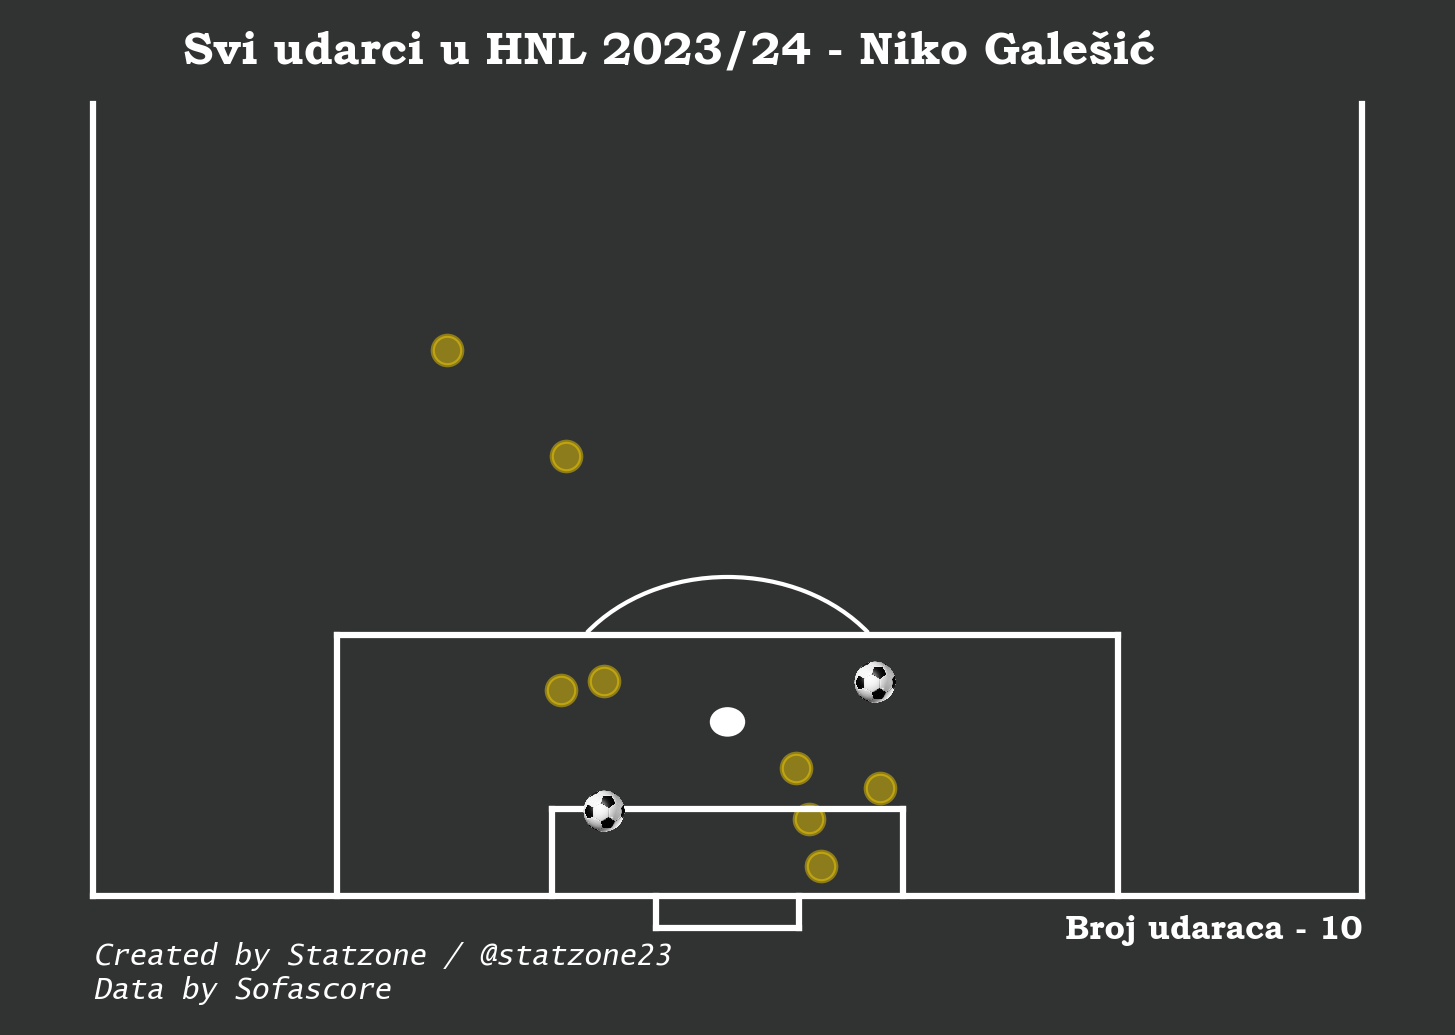 Svi udarci u HNL 2023/24 - Niko Galešić
Broj udaraca - 10
Created by Statzone / @statzone23
Data by Sofascore